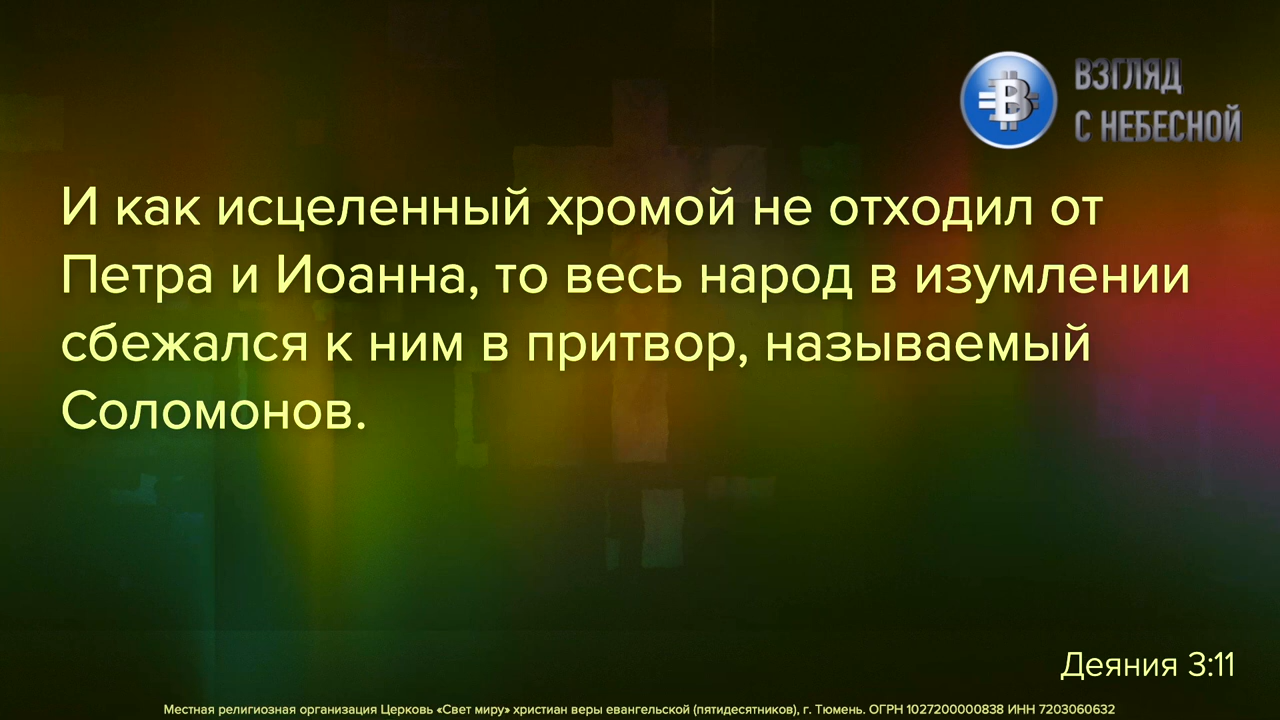 ВЗГЛЯД
С НЕБЕСНОЙ
И как исцеленный хромой не отходил от
Петра и Иоанна, то весь народ в изумлении
сбежался к ним в притвор, называемый
Соломонов.
Деяния 3:11
Местная религиозная организация Церковь «Свет миру» христиан веры евангельской (пятидесятников), г. Тюмень. ОГРН 1027200000838 ИНН 7203060632